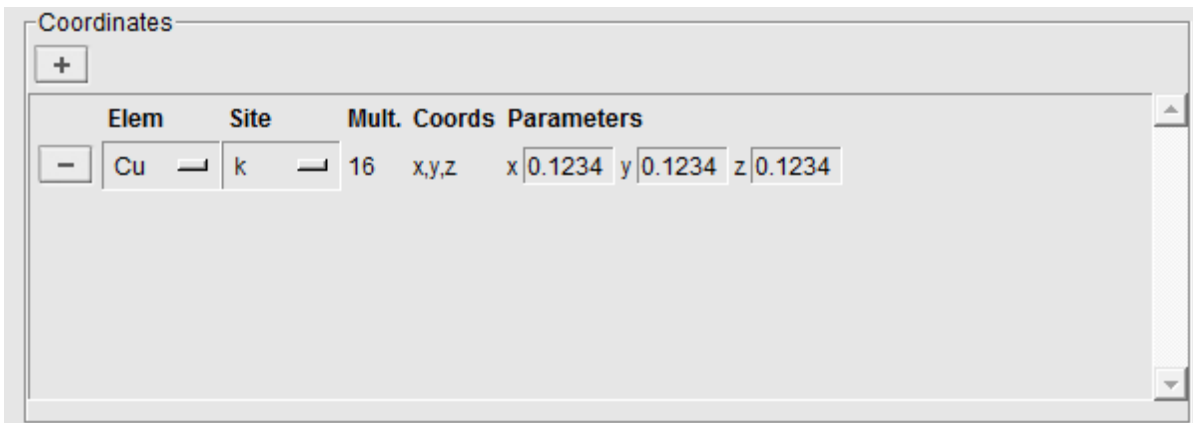 Coordinates
+
Elem Site Mult. Coords Parameters
− Cu k 16 x,y,z x 0.1234 y 0.1234 z 0.1234